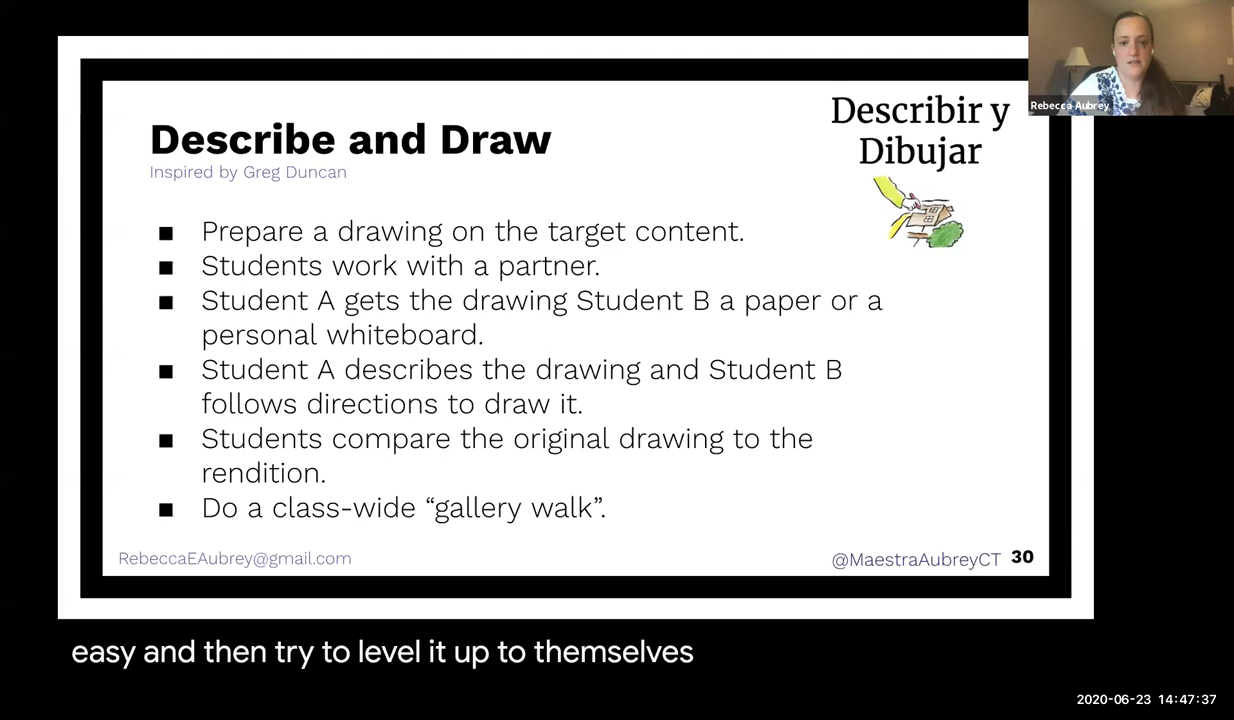 Rebecca Aubrey
Describir y
Dibujar
Describe and Draw
Inspired by Greg Duncan
■ Prepare a drawing on the target content.
■ Students work with a partner.
■ Student A gets the drawing Student B a paper or a
personal whiteboard.
■ Student A describes the drawing and Student B
follows directions to draw it.
■ Students compare the original drawing to the
rendition.
■ Do a class-wide “gallery walk”.
RebeccaEAubrey@gmail.com
@MaestraAubreyCT 30
easy and then try to level it up to themselves
2020-06-23 14:47:37